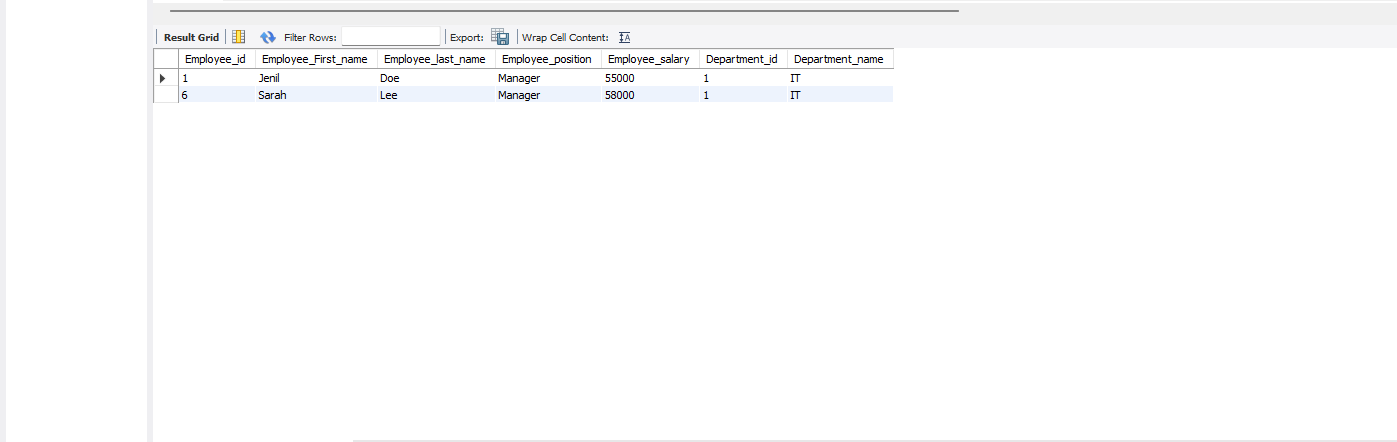 Result Grid Filter Rows: Export: Wrap Cell Content:
Employee_id Employee_First_name Employee_last_name Employee_position Employee_salary Department_id Department_name
1 Jenil Doe Manager 55000 1 IT
6 Sarah Lee Manager 58000 1 IT